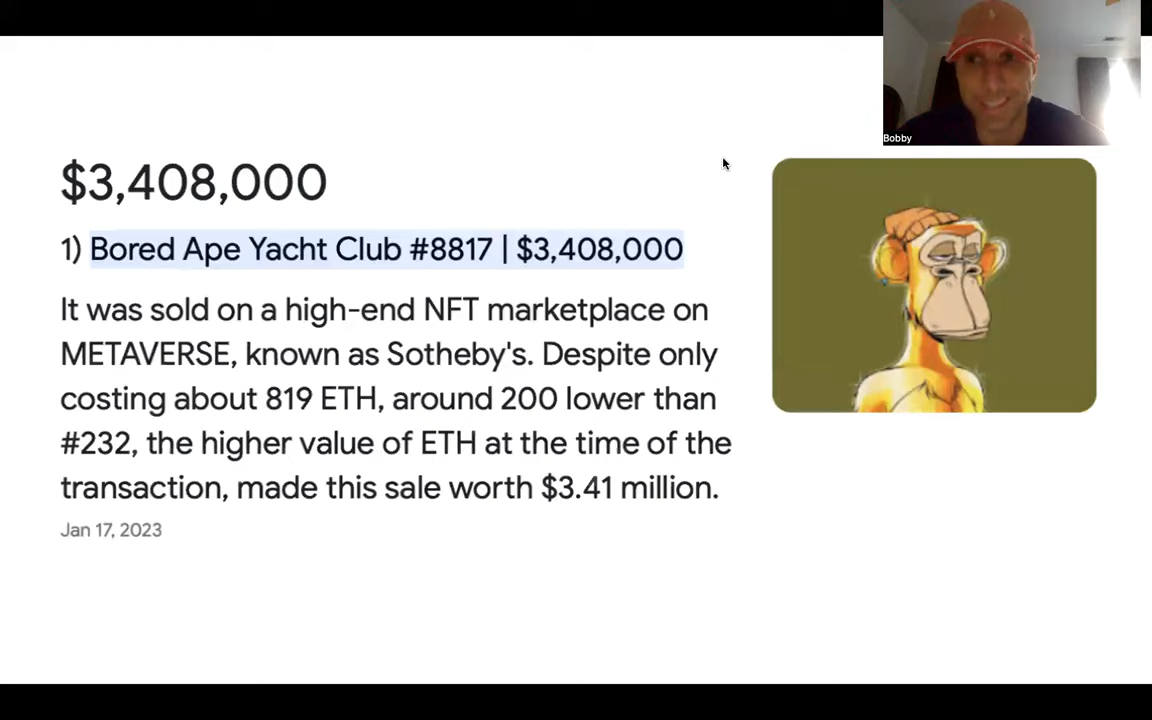 Bobby
$3,408,000
1) Bored Ape Yacht Club #8817 | $3,408,000
It was sold on a high-end NFT marketplace on
METAVERSE, known as Sotheby's. Despite only
costing about 819 ETH, around 200 lower than
#232, the higher value of ETH at the time of the
transaction, made this sale worth $3.41 million.
Jan 17, 2023